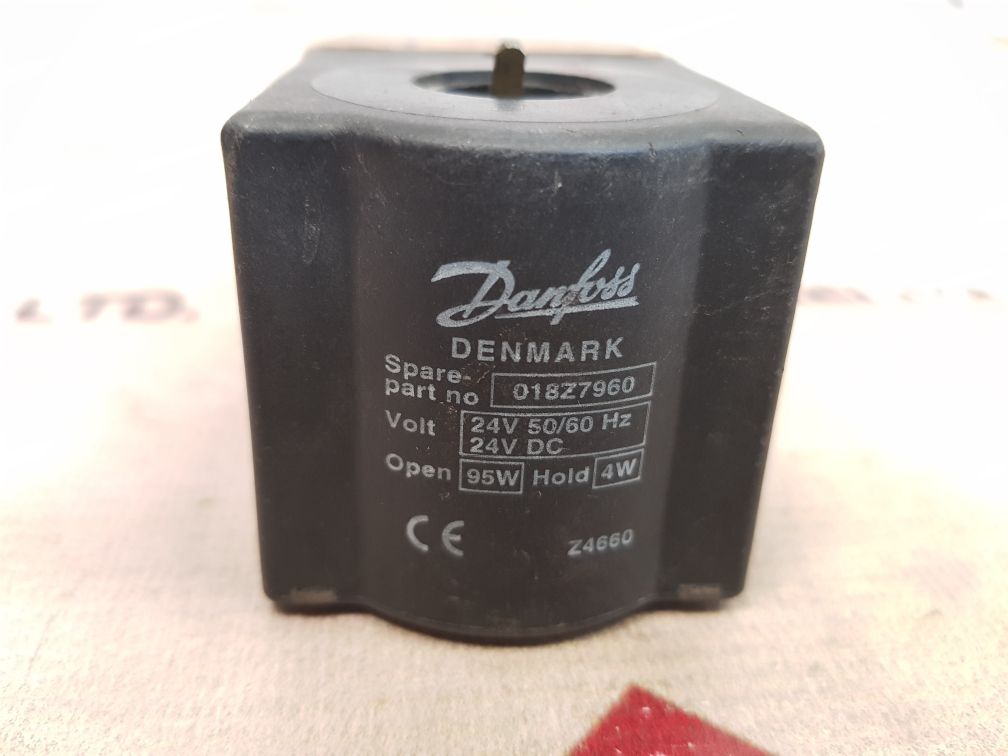 Danfoss
DENMARK
Spare-
part no 018Z7960
Volt 24V 50/60 Hz
24V DC
Open 95W Hold 4W
CE Z4660
LTD.